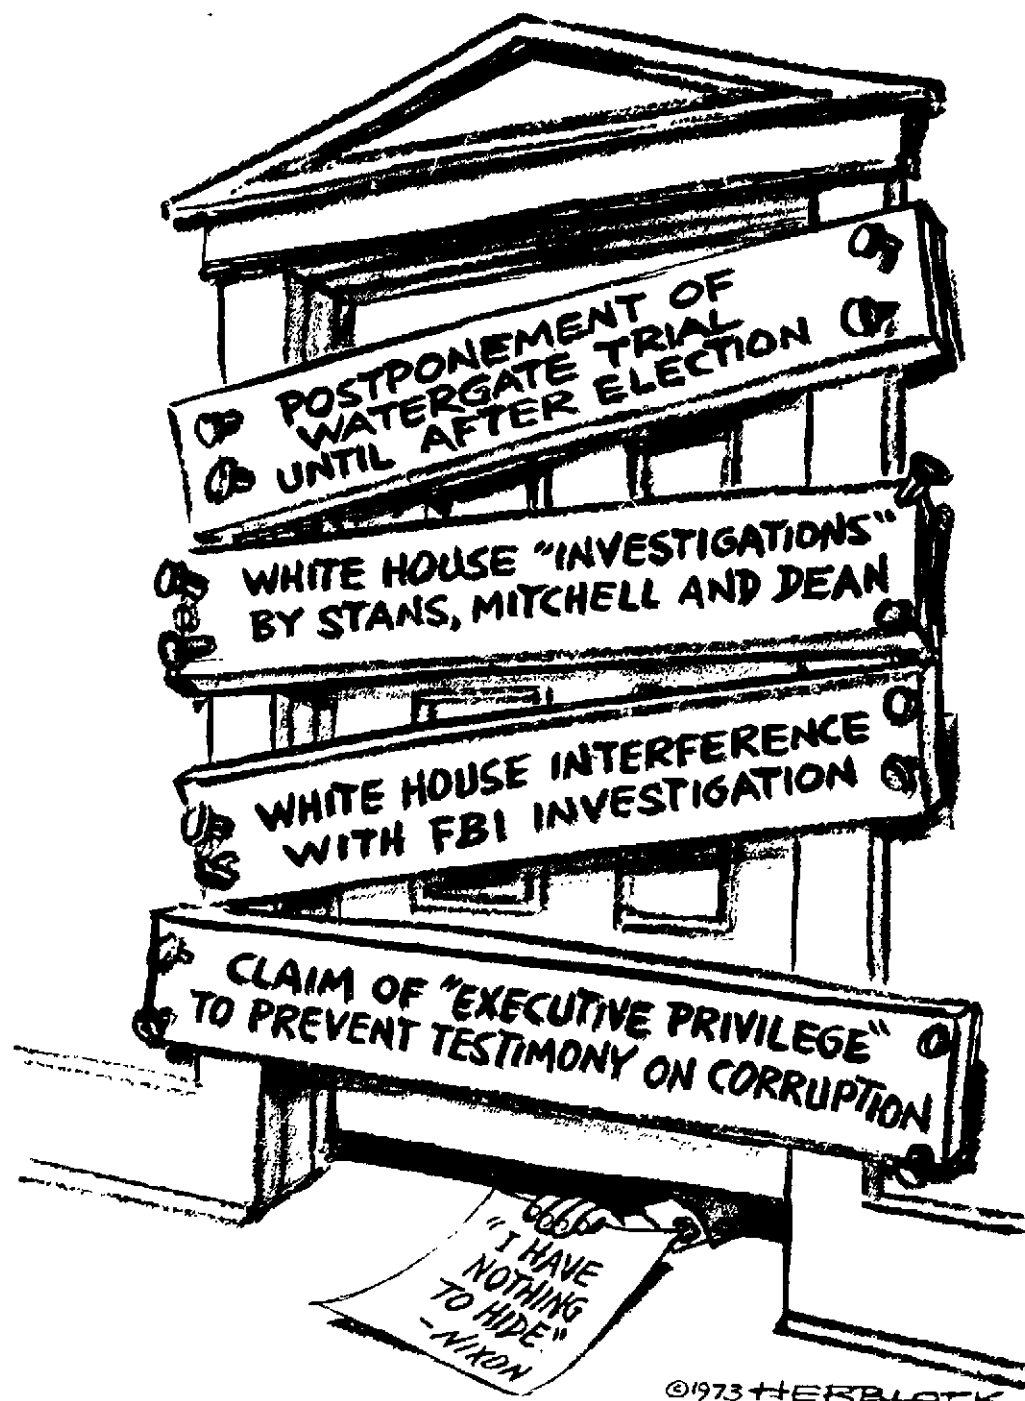 POSTPONEMENT OF
WATERGATE TRIAL
UNTIL AFTER ELECTION
WHITE HOUSE "INVESTIGATIONS"
BY STANS, MITCHELL AND DEAN
WHITE HOUSE INTERFERENCE
WITH FBI INVESTIGATION
CLAIM OF "EXECUTIVE PRIVILEGE"
TO PREVENT TESTIMONY ON CORRUPTION
"I HAVE
NOTHING
TO HIDE"
-NIXON
©1973 HERBLOCK